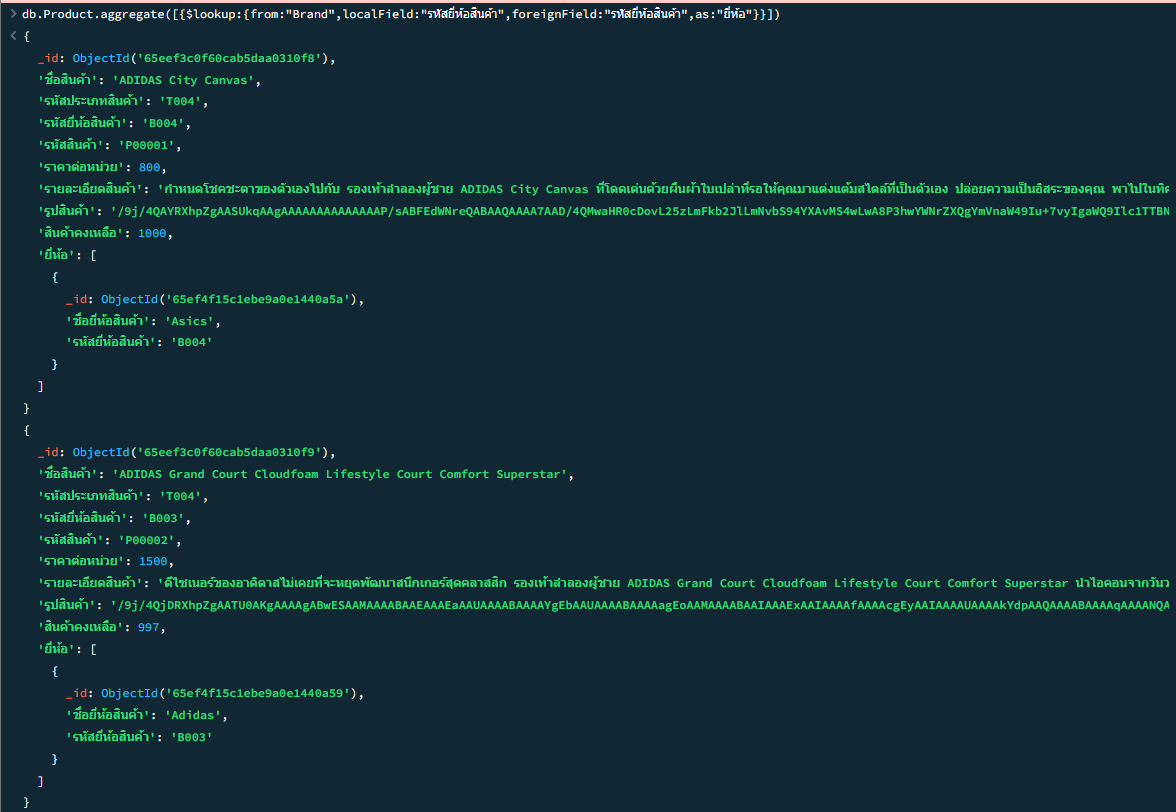 > db.Product.aggregate([{$lookup:{from:"Brand",localField:"รหัสยี่ห้อสินค้า",foreignField:"รหัสยี่ห้อสินค้า",as:"ยี่ห้อ"}}])
< {
_id: ObjectId('65eef3c0f60cab5daa0310f8'),
'ชื่อสินค้า': 'ADIDAS City Canvas',
'รหัสประเภทสินค้า': 'T004',
'รหัสยี่ห้อสินค้า': 'B004',
'รหัสสินค้า': 'P00001',
'ราคาต่อหน่วย': 800,
'รายละเอียดสินค้า': 'กำหนดโชคชะตาของตัวเองไปกับ รองเท้าลำลองผู้ชาย ADIDAS City Canvas ที่โดดเด่นด้วยผืนผ้าใบเปล่าที่รอให้คุณมาแต่งแต้มสไตล์ที่เป็นตัวเอง ปล่อยความเป็นอิสระของคุณ พาไปในทิศ
'รูปสินค้า': '/9j/4QAYRXhpZgAASUkqAAgAAAAAAAAAAAAAAP/sABFEdWNreQABAAQAAAA7AAD/4QMwaHR0cDovL25zLmFkb2JlLmNvbS94YXAvMS4wLwA8P3hwYWNrZXQgYmVnaW49Iu+7vyIgaWQ9Ilc1TTBN
'สินค้าคงเหลือ': 1000,
'ยี่ห้อ': [
{
_id: ObjectId('65ef4f15c1ebe9a0e1440a5a'),
'ชื่อยี่ห้อสินค้า': 'Asics',
'รหัสยี่ห้อสินค้า': 'B004'
}
]
}
{
_id: ObjectId('65eef3c0f60cab5daa0310f9'),
'ชื่อสินค้า': 'ADIDAS Grand Court Cloudfoam Lifestyle Court Comfort Superstar',
'รหัสประเภทสินค้า': 'T004',
'รหัสยี่ห้อสินค้า': 'B003',
'รหัสสินค้า': 'P00002',
'ราคาต่อหน่วย': 1500,
'รายละเอียดสินค้า': 'ดีไซเนอร์ของอาดิดาสไม่เคยที่จะหยุดพัฒนาสนีกเกอร์สุดคลาสสิก รองเท้าลำลองผู้ชาย ADIDAS Grand Court Cloudfoam Lifestyle Court Comfort Superstar นำไอคอนจากวันว
'รูปสินค้า': '/9j/4QjDRXhpZgAATU0AKgAAAAgABwESAAMAAAABAAEAAAEaAAUAAAABAAAAYgEbAAUAAAABAAAAagEoAAMAAAABAAIAAAExAAIAAAAfAAAAcgEyAAIAAAAUAAAAkYdpAAQAAAABAAAAqAAAANQA
'สินค้าคงเหลือ': 997,
'ยี่ห้อ': [
{
_id: ObjectId('65ef4f15c1ebe9a0e1440a59'),
'ชื่อยี่ห้อสินค้า': 'Adidas',
'รหัสยี่ห้อสินค้า': 'B003'
}
]
}